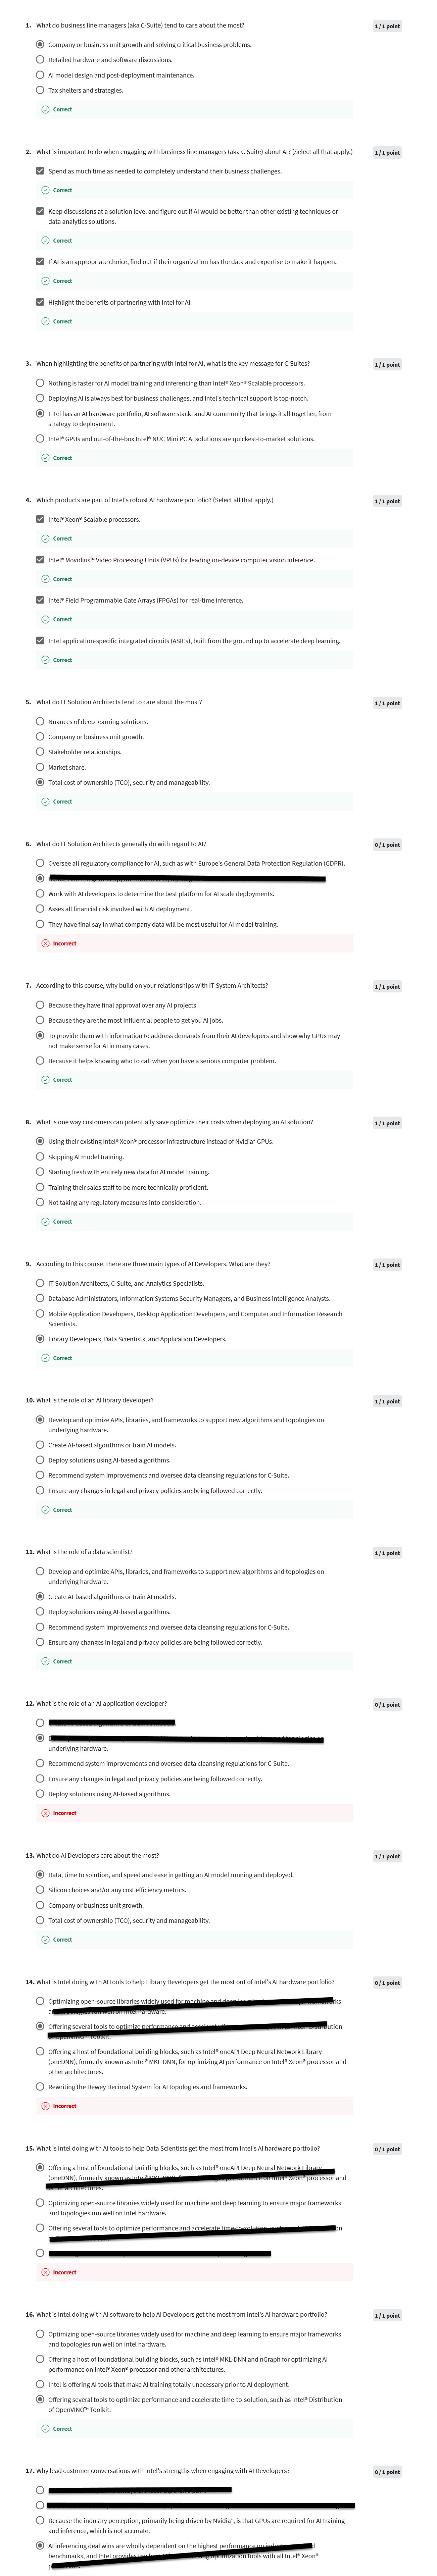 1. What do business line managers (aka C-Suite) tend to care about the most?
1 / 1 point
Company or business unit growth and solving critical business problems.
Detailed hardware and software discussions.
AI model design and post-deployment maintenance.
Tax shelters and strategies.
Correct
2. What is important to do when engaging with business line managers (aka C-Suite) about AI? (Select all that apply.)
1 / 1 point
Spend as much time as needed to completely understand their business challenges.
Correct
Keep discussions at a solution level and figure out if AI would be better than other existing techniques or
data analytics solutions.
Correct
If AI is an appropriate choice, find out if their organization has the data and expertise to make it happen.
Correct
Highlight the benefits of partnering with Intel for AI.
Correct
3. When highlighting the benefits of partnering with Intel for AI, what is the key message for C-Suites?
1 / 1 point
Nothing is faster for AI model training and inferencing than Intel® Xeon® Scalable processors.
Deploying AI is always best for business challenges, and Intel's technical support is top-notch.
Intel has an AI hardware portfolio, AI software stack, and AI community that brings it all together, from
strategy to deployment.
Intel® GPUs and out-of-the-box Intel® NUC Mini PC AI solutions are quickest-to-market solutions.
Correct
4. Which products are part of Intel's robust AI hardware portfolio? (Select all that apply.)
1 / 1 point
Intel® Xeon® Scalable processors.
Correct
Intel® Movidius™ Video Processing Units (VPUs) for leading on-device computer vision inference.
Correct
Intel® Field Programmable Gate Arrays (FPGAs) for real-time inference.
Correct
Intel application-specific integrated circuits (ASICs), built from the ground up to accelerate deep learning.
Correct
5. What do IT Solution Architects tend to care about the most?
1 / 1 point
Nuances of deep learning solutions.
Company or business unit growth.
Stakeholder relationships.
Market share.
Total cost of ownership (TCO), security and manageability.
Correct
6. What do IT Solution Architects generally do with regard to AI?
0 / 1 point
Oversee all regulatory compliance for AI, such as with Europe's General Data Protection Regulation (GDPR).
Work with AI developers to determine the best platform for AI scale deployments.
Asses all financial risk involved with AI deployment.
They have final say in what company data will be most useful for AI model training.
Incorrect
7. According to this course, why build on your relationships with IT System Architects?
1 / 1 point
Because they have final approval over any AI projects.
Because they are the most influential people to get you AI jobs.
To provide them with information to address demands from their AI developers and show why GPUs may
not make sense for AI in many cases.
Because it helps knowing who to call when you have a serious computer problem.
Correct
8. What is one way customers can potentially save optimize their costs when deploying an AI solution?
1 / 1 point
Using their existing Intel® Xeon® processor infrastructure instead of Nvidia* GPUs.
Skipping AI model training.
Starting fresh with entirely new data for AI model training.
Training their sales staff to be more technically proficient.
Not taking any regulatory measures into consideration.
Correct
9. According to this course, there are three main types of AI Developers. What are they?
1 / 1 point
IT Solution Architects, C-Suite, and Analytics Specialists.
Database Administrators, Information Systems Security Managers, and Business intelligence Analysts.
Mobile Application Developers, Desktop Application Developers, and Computer and Information Research
Scientists.
Library Developers, Data Scientists, and Application Developers.
Correct
10. What is the role of an AI library developer?
1 / 1 point
Develop and optimize APIs, libraries, and frameworks to support new algorithms and topologies on
underlying hardware.
Create AI-based algorithms or train AI models.
Deploy solutions using AI-based algorithms.
Recommend system improvements and oversee data cleansing regulations for C-Suite.
Ensure any changes in legal and privacy policies are being followed correctly.
Correct
11. What is the role of a data scientist?
1 / 1 point
Develop and optimize APIs, libraries, and frameworks to support new algorithms and topologies on
underlying hardware.
Create AI-based algorithms or train AI models.
Deploy solutions using AI-based algorithms.
Recommend system improvements and oversee data cleansing regulations for C-Suite.
Ensure any changes in legal and privacy policies are being followed correctly.
Correct
12. What is the role of an AI application developer?
0 / 1 point
underlying hardware.
Recommend system improvements and oversee data cleansing regulations for C-Suite.
Ensure any changes in legal and privacy policies are being followed correctly.
Deploy solutions using AI-based algorithms.
Incorrect
13. What do AI Developers care about the most?
1 / 1 point
Data, time to solution, and speed and ease in getting an AI model running and deployed.
Silicon choices and/or any cost efficiency metrics.
Company or business unit growth.
Total cost of ownership (TCO), security and manageability.
Correct
14. What is Intel doing with AI tools to help Library Developers get the most out of Intel's AI hardware portfolio?
0 / 1 point
Optimizing open-source libraries widely used for machine and
hardware.
Offering several tools to optimize performance and
Offering a host of foundational building blocks, such as Intel® oneAPI Deep Neural Network Library
(oneDNN), formerly known as Intel® MKL-DNN, for optimizing AI performance on Intel® Xeon® processor and
other architectures.
Rewriting the Dewey Decimal System for AI topologies and frameworks.
Incorrect
15. What is Intel doing with AI tools to help Data Scientists get the most from Intel's AI hardware portfolio?
0 / 1 point
Offering a host of foundational building blocks, such as Intel® oneAPI Deep Neural Network Library
(oneDNN), formerly known as Intel® processor and
architectures.
Optimizing open-source libraries widely used for machine and deep learning to ensure major frameworks
and topologies run well on Intel hardware.
Offering several tools to optimize performance and accelerate
Incorrect
16. What is Intel doing with AI software to help AI Developers get the most from Intel's AI hardware portfolio?
1 / 1 point
Optimizing open-source libraries widely used for machine and deep learning to ensure major frameworks
and topologies run well on Intel hardware.
Offering a host of foundational building blocks, such as Intel® MKL-DNN and nGraph for optimizing AI
performance on Intel® Xeon® processor and other architectures.
Intel is offering AI tools that make AI training totally unecessary prior to AI deployment.
Offering several tools to optimize performance and accelerate time-to-solution, such as Intel® Distribution
of OpenVINO™ Toolkit.
Correct
17. Why lead customer conversations with Intel's strengths when engaging with AI Developers?
0 / 1 point
Because the industry perception, primarily being driven by Nvidia*, is that GPUs are required for AI training
and inference, which is not accurate.
AI inferencing deal wins are wholely dependent on the highest performance on
benchmarks, and Intel optimization tools with all Intel® Xeon®